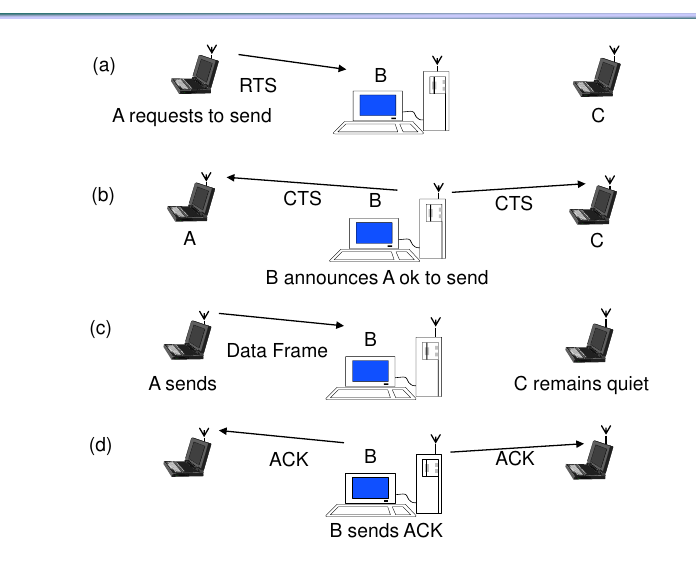 (a)
RTS
B
A requests to send
C
(b)
CTS
B
CTS
A
C
B announces A ok to send
(c)
B
Data Frame
A sends
C remains quiet
(d)
ACK
B
ACK
B sends ACK